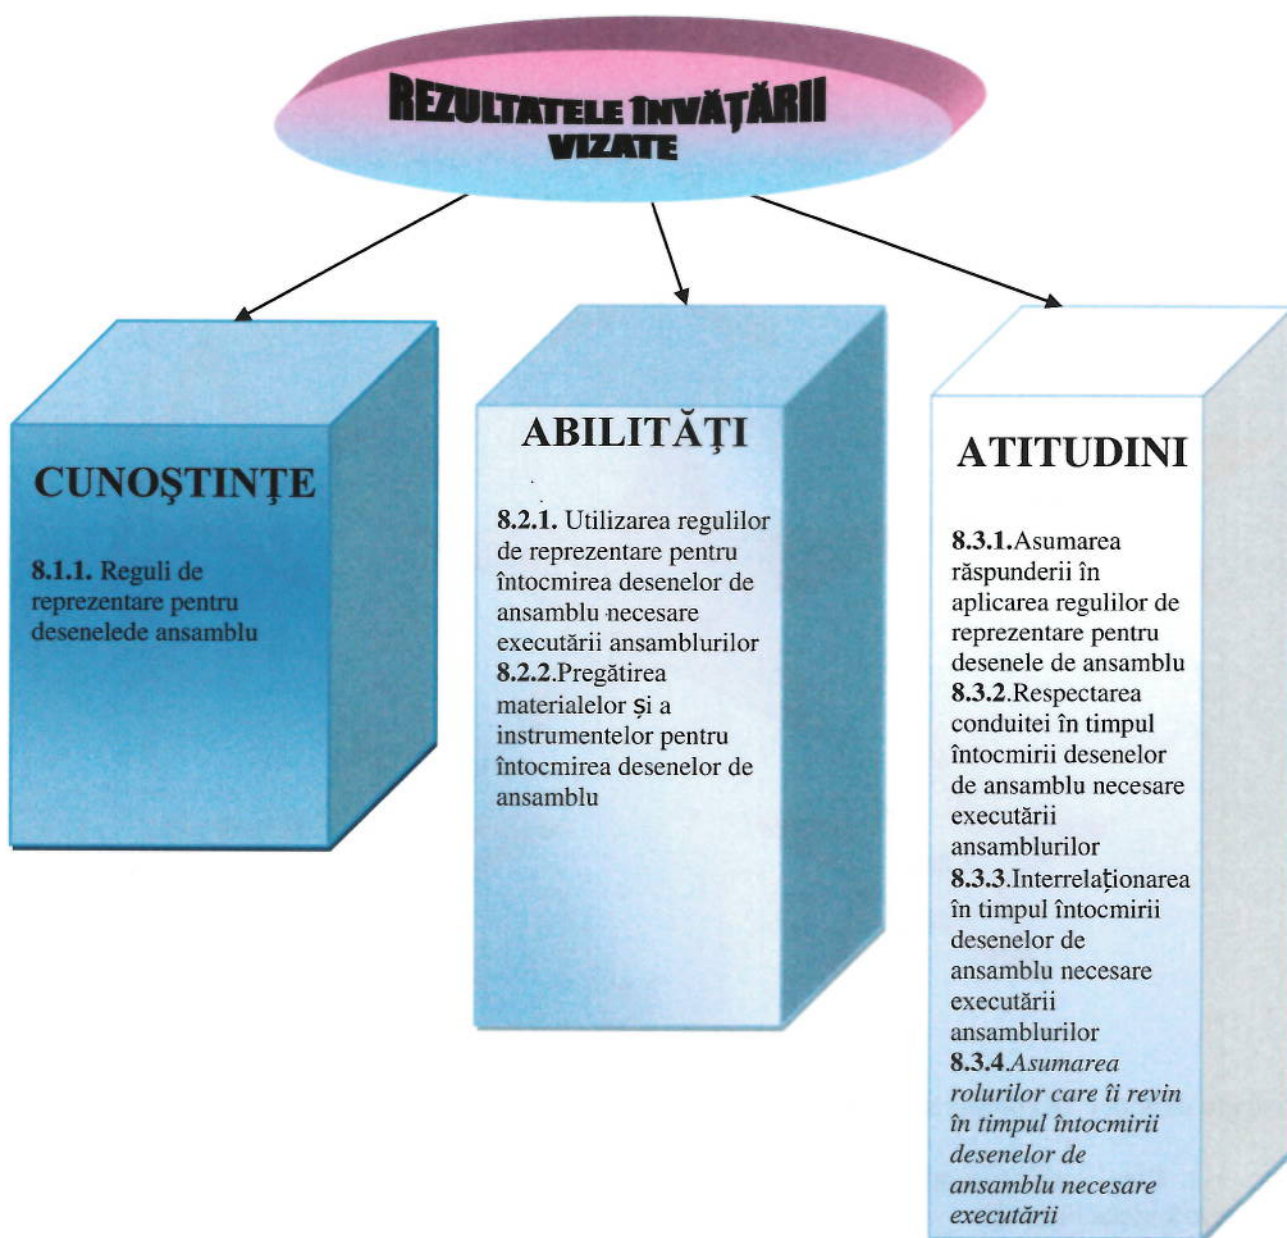 REZULTATELE ÎNVĂŢĂRII
VIZATE
CUNOŞTINŢE
8.1.1. Reguli de
reprezentare pentru
desenelede ansamblu
ABILITĂŢI
8.2.1. Utilizarea regulilor
de reprezentare pentru
întocmirea desenelor de
ansamblu necesare
executării ansamblurilor
8.2.2.Pregătirea
materialelor și a
instrumentelor pentru
întocmirea desenelor de
ansamblu
ATITUDINI
8.3.1.Asumarea
răspunderii în
aplicarea regulilor de
reprezentare pentru
desenele de ansamblu
8.3.2.Respectarea
conduitei în timpul
întocmirii desenelor
de ansamblu necesare
executării
ansamblurilor
8.3.3.Interrelaționarea
în timpul întocmirii
desenelor de
ansamblu necesare
executării
ansamblurilor
8.3.4.Asumarea
rolurilor care îi revin
în timpul întocmirii
desenelor de
ansamblu necesare
executării